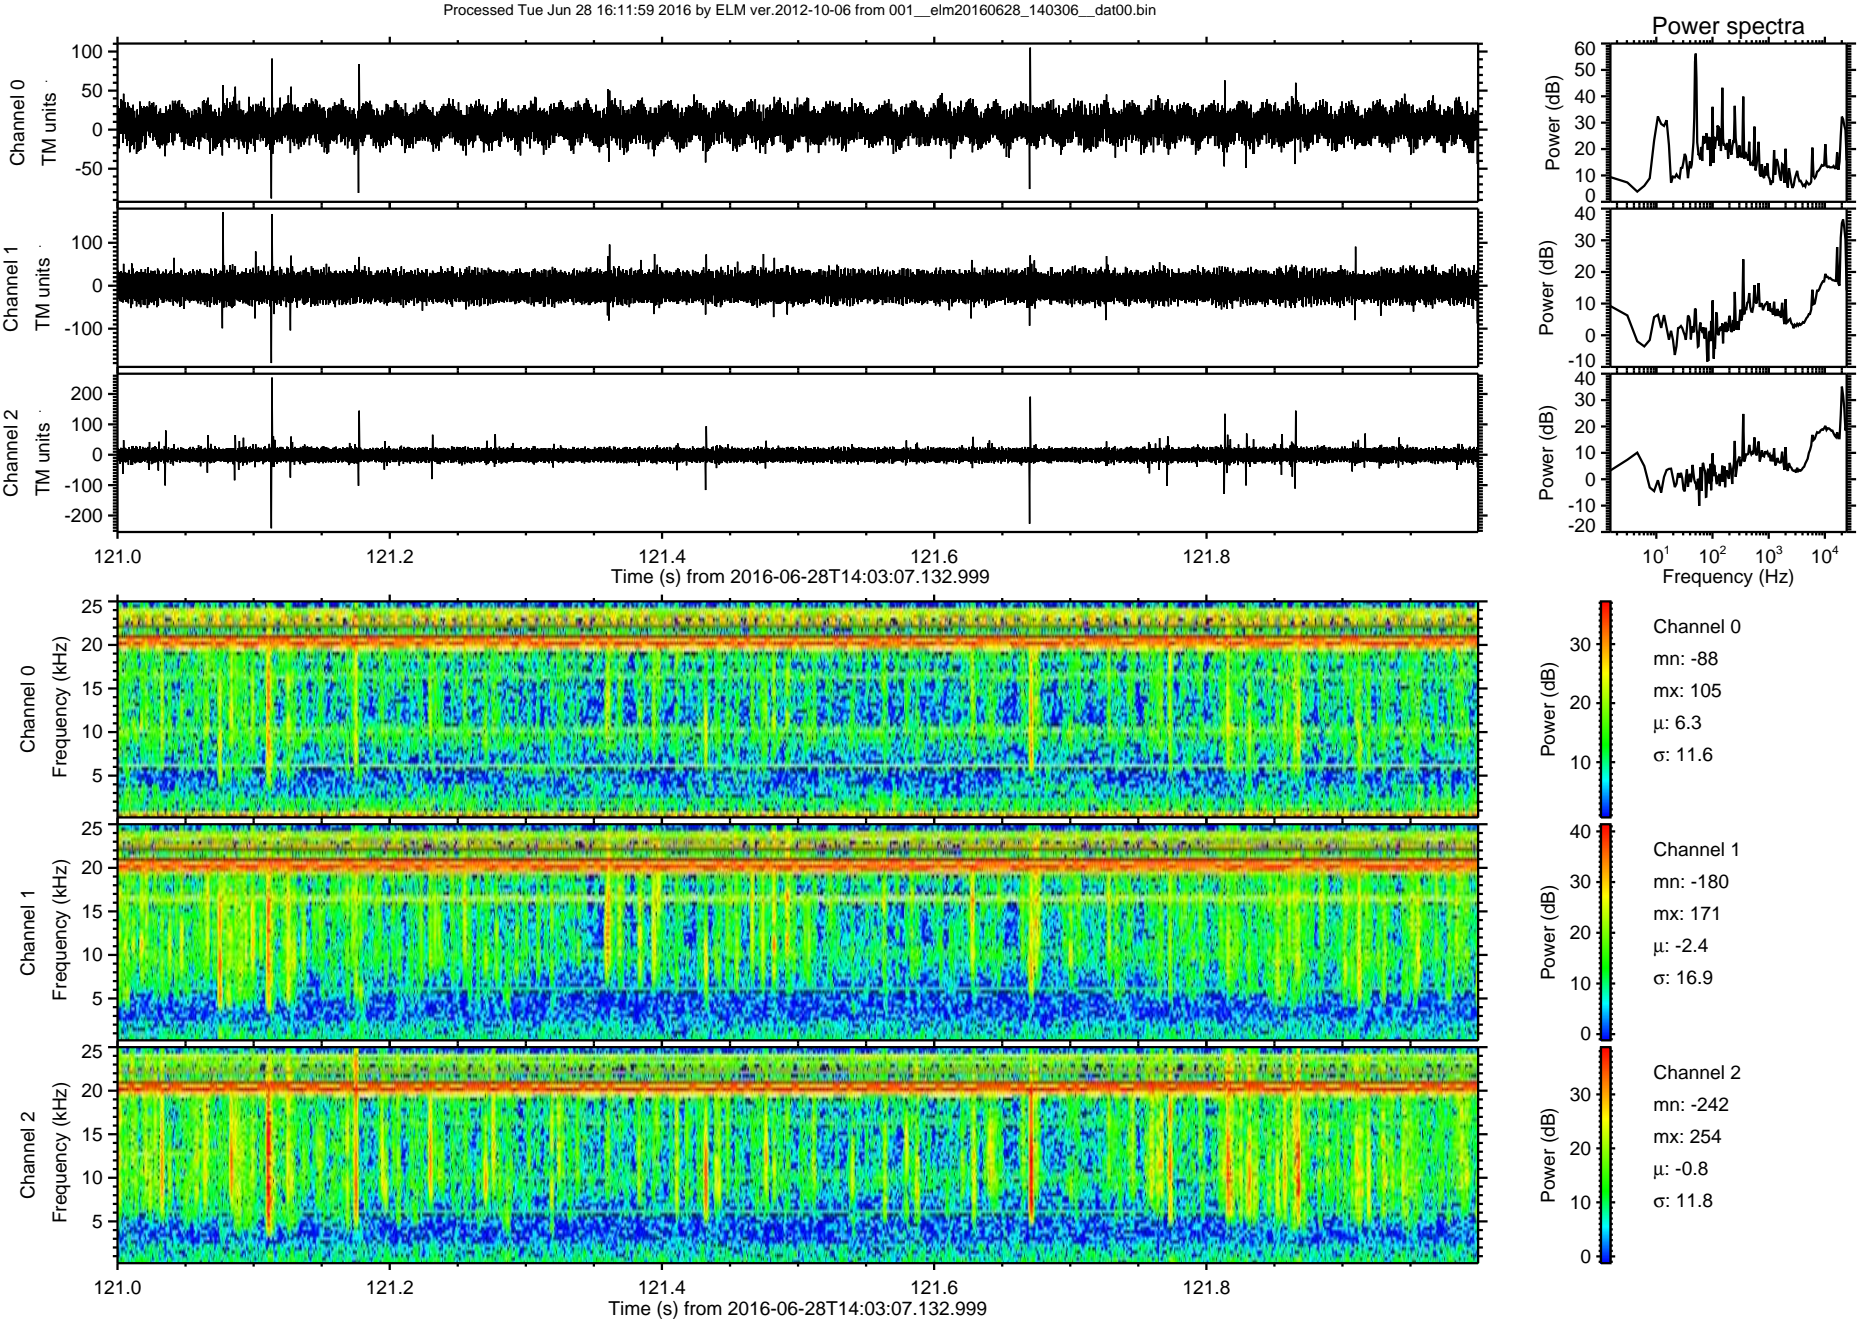 Processed Tue Jun 28 16:11:59 2016 by ELM ver.2012-10-06 from 001__elm20160628_140306__dat00.bin
Power spectra
Channel 0
TM units
100
50
0
-50
Power (dB)
60
50
40
30
20
10
0
Channel 1
TM units
100
0
-100
Power (dB)
40
30
20
10
0
-10
Channel 2
TM units
200
100
0
-100
-200
Power (dB)
40
30
20
10
0
-10
-20
121.0 121.2 121.4 121.6 121.8
Time (s) from 2016-06-28T14:03:07.132.999
10^1 10^2 10^3 10^4
Frequency (Hz)
Channel 0
Frequency (kHz)
25
20
15
10
5
Power (dB)
30
20
10
Channel 0
mn: -88
mx: 105
μ: 6.3
σ: 11.6
Channel 1
Frequency (kHz)
25
20
15
10
5
Power (dB)
40
30
20
10
0
Channel 1
mn: -180
mx: 171
μ: -2.4
σ: 16.9
Channel 2
Frequency (kHz)
25
20
15
10
5
Power (dB)
30
20
10
0
Channel 2
mn: -242
mx: 254
μ: -0.8
σ: 11.8
121.0 121.2 121.4 121.6 121.8
Time (s) from 2016-06-28T14:03:07.132.999